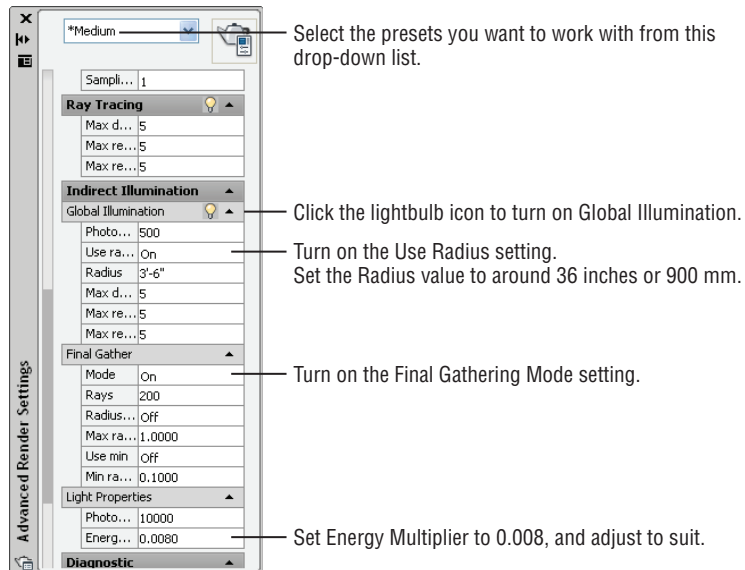 *Medium
Select the presets you want to work with from this
drop-down list.
Sampli... 1
Ray Tracing
Max d... 5
Max re... 5
Max re... 5
Indirect Illumination
Global Illumination
Click the lightbulb icon to turn on Global Illumination.
Photo... 500
Use ra... On
Turn on the Use Radius setting.
Radius 3'-6"
Set the Radius value to around 36 inches or 900 mm.
Max d... 5
Max re... 5
Max re... 5
Final Gather
Mode On
Turn on the Final Gathering Mode setting.
Rays 200
Radius... Off
Max ra... 1.0000
Use min Off
Min ra... 0.1000
Light Properties
Photo... 10000
Energ... 0.0080
Set Energy Multiplier to 0.008, and adjust to suit.
Diagnostic
Advanced Render Settings